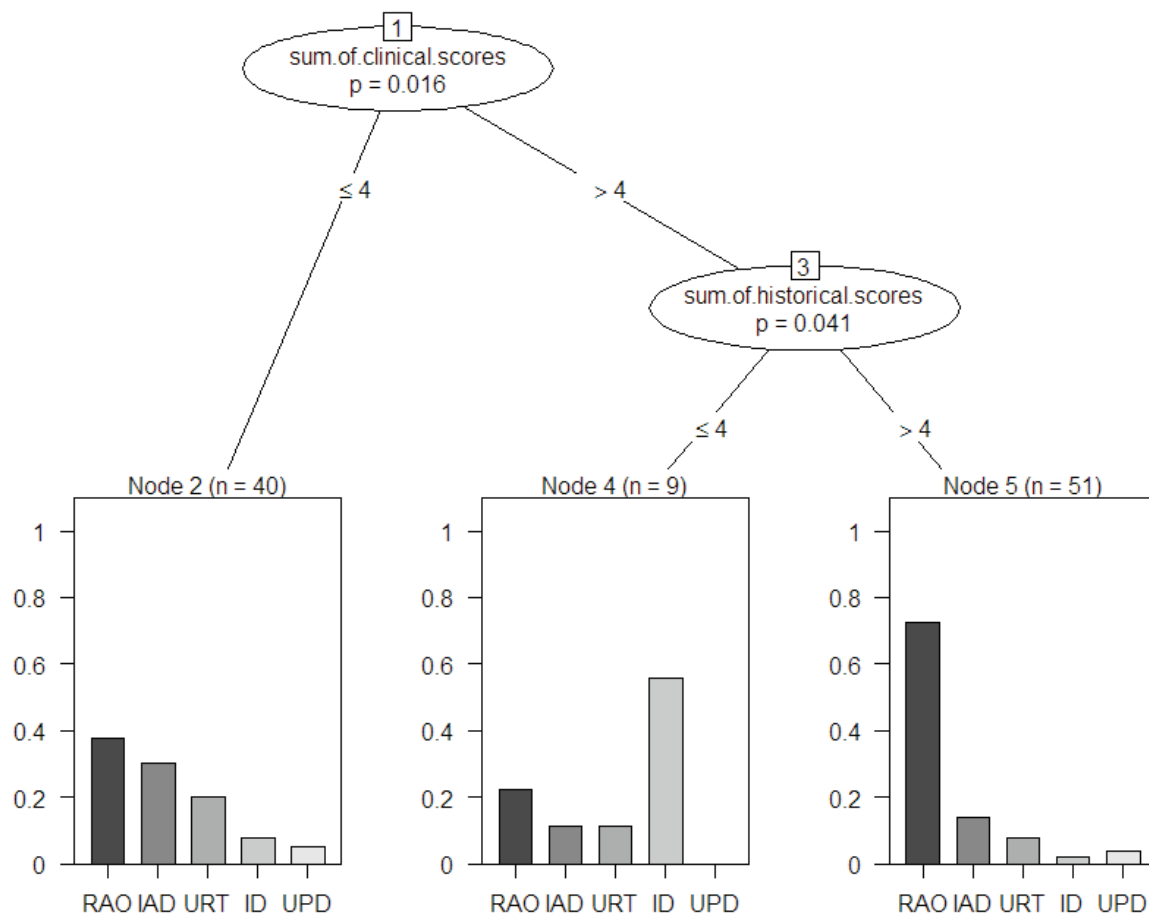 1
sum.of.clinical.scores
p = 0.016
≤ 4
> 4
3
sum.of.historical.scores
p = 0.041
≤ 4
> 4
Node 2 (n = 40)
1
0.8
0.6
0.4
0.2
0
RAO IAD URT ID UPD
Node 4 (n = 9)
1
0.8
0.6
0.4
0.2
0
RAO IAD URT ID UPD
Node 5 (n = 51)
1
0.8
0.6
0.4
0.2
0
RAO IAD URT ID UPD